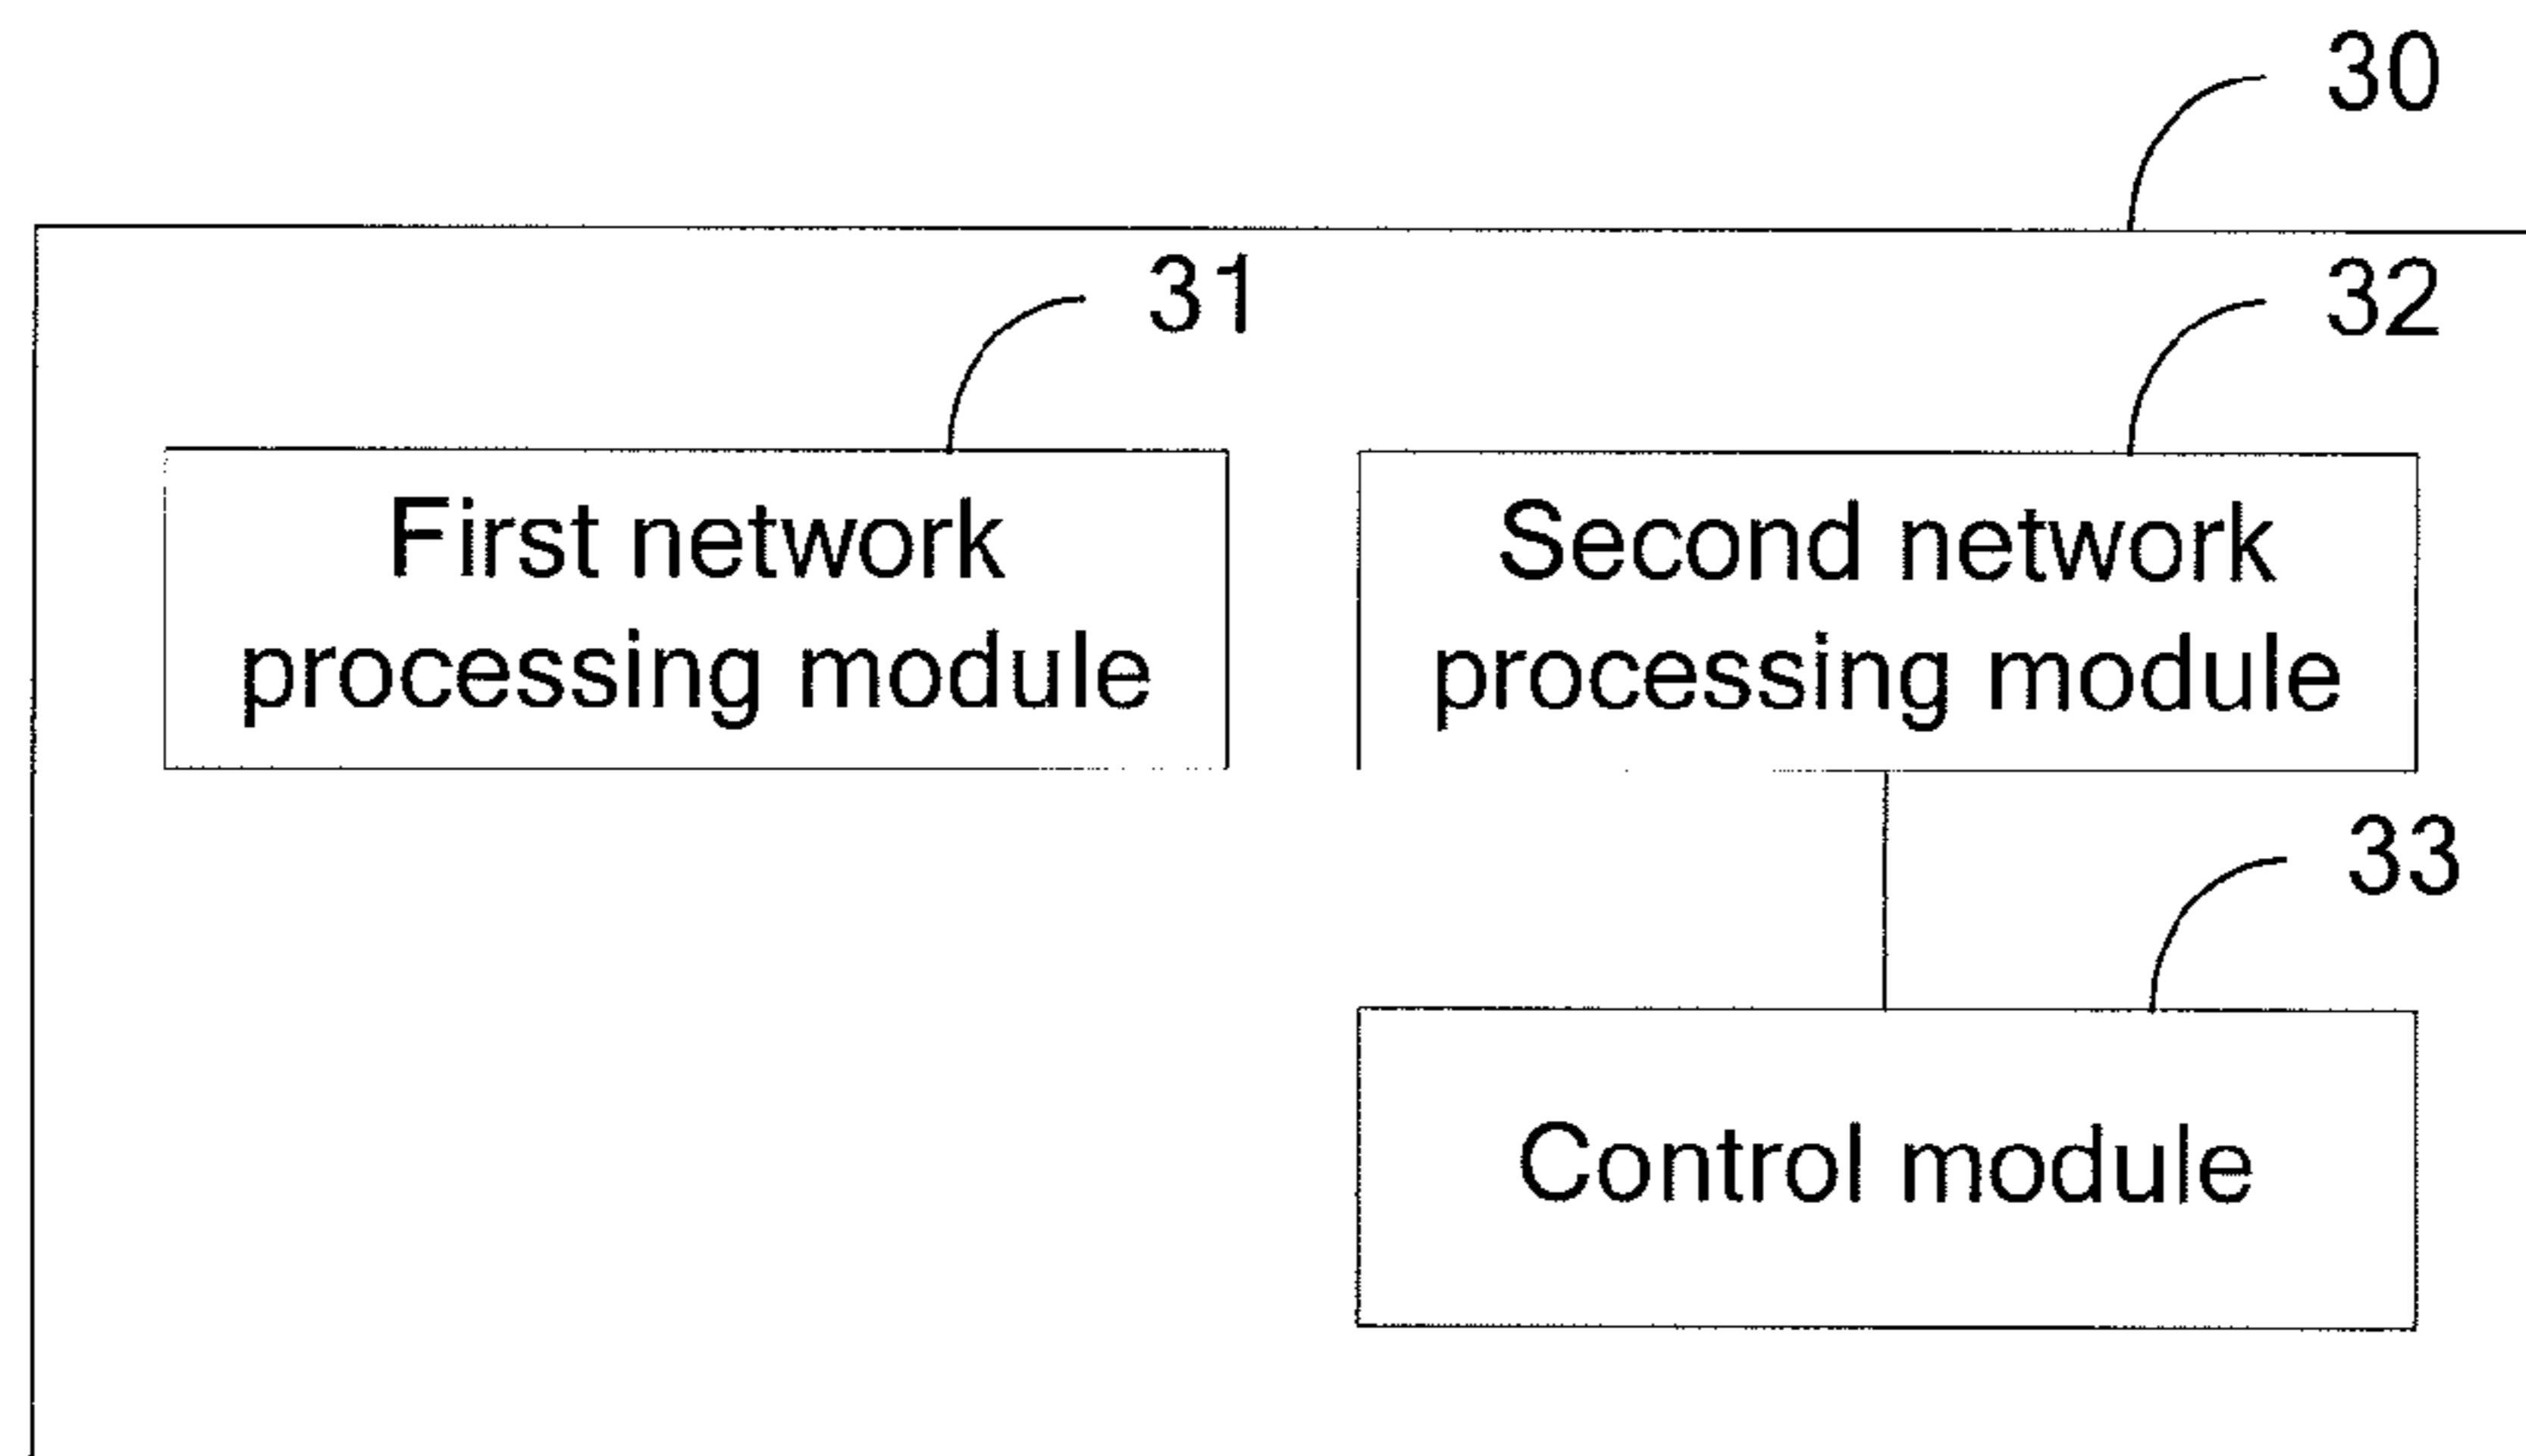 30
31
32
First network
processing module
Second network
processing module
33
Control module